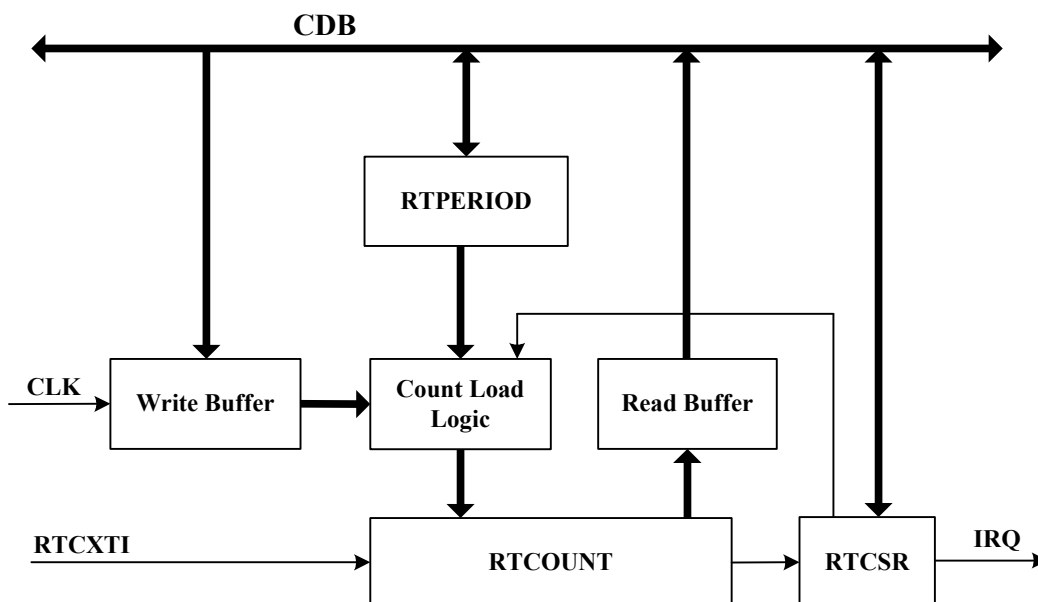 CDB
RTPERIOD
CLK
Write Buffer
Count Load
Logic
Read Buffer
RTCXTI
RTCOUNT
RTCSR
IRQ